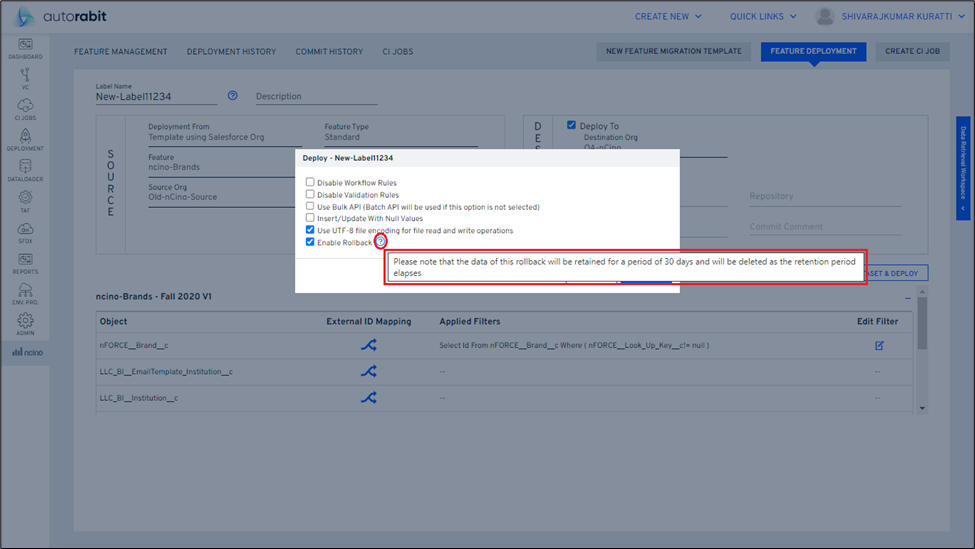 autorabit
CREATE NEW
QUICK LINKS
SHIVARAJKUMAR KURATTI
DASHBOARD
VC
CI JOBS
DEPLOYMENT
DATALOADER
TAF
SFDX
REPORTS
ENV. PRO.
ADMIN
ncino
FEATURE MANAGEMENT
DEPLOYMENT HISTORY
COMMIT HISTORY
CI JOBS
NEW FEATURE MIGRATION TEMPLATE
FEATURE DEPLOYMENT
CREATE CI JOB
Label Name
New-Label11234
?
Description
SOURCE
Deployment From
Template using Salesforce Org
Feature Type
Standard
Feature
ncino-Brands
Source Org
Old-nCino-Source
DES
Deploy To
Destination Org
QA-nCino
Repository
Commit Comment
Data Retrieval Workspace
Deploy - New-Label11234
Disable Workflow Rules
Disable Validation Rules
Use Bulk API (Batch API will be used if this option is not selected)
Insert/Update With Null Values
Use UTF-8 file encoding for file read and write operations
Enable Rollback ?
Please note that the data of this rollback will be retained for a period of 30 days and will be deleted as the retention period
elapses
ASET & DEPLOY
ncino-Brands - Fall 2020 V1
Object External ID Mapping Applied Filters Edit Filter
nFORCE__Brand__c Select Id From nFORCE__Brand__c Where ( nFORCE__Look_Up_Key__c!= null )
LLC_BI__EmailTemplate_Institution__c -- --
LLC_BI__Institution__c -- --